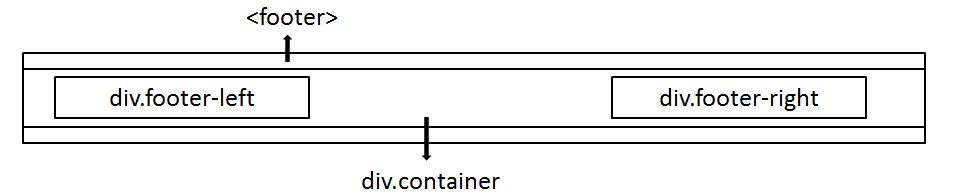 <footer>
div.footer-left
div.footer-right
div.container